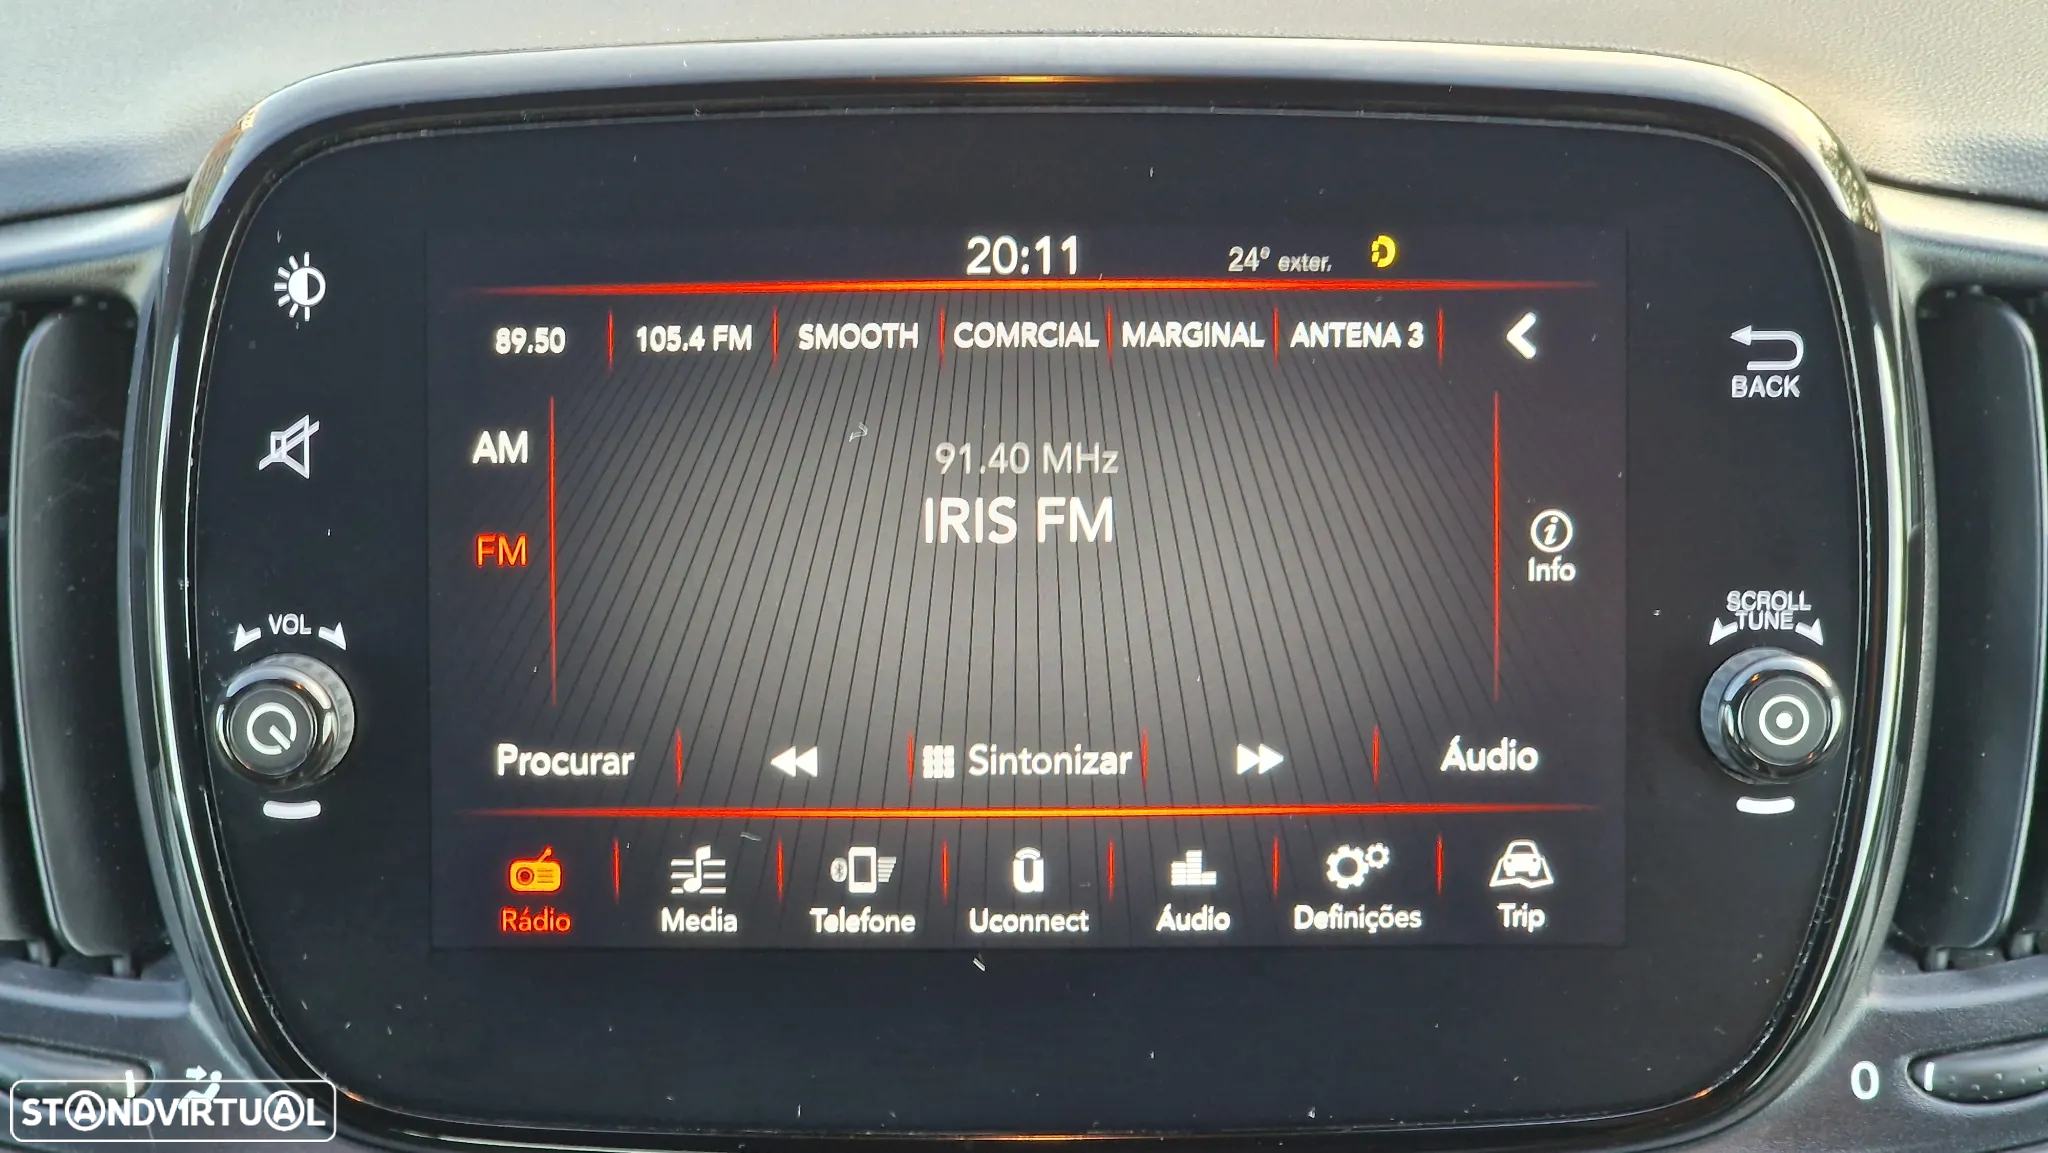 20:11 24° exter.
89.50 105.4 FM SMOOTH COMRCIAL MARGINAL ANTENA 3
BACK
AM
91.40 MHz
IRIS FM
FM
Info
VOL
SCROLL
TUNE
Procurar Sintonizar Áudio
Rádio Media Telefone Uconnect Áudio Definições Trip
0
STANDVIRTUAL